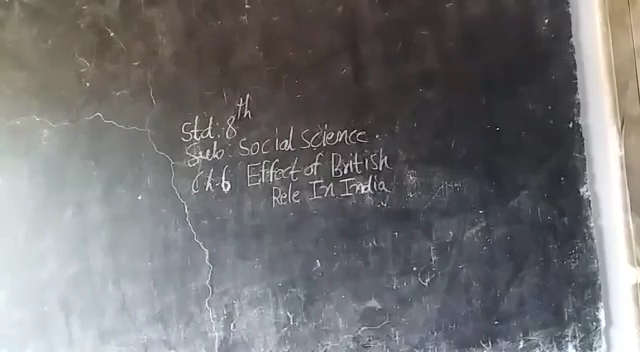 Std: 8th
Sub: Social science.
Ch-6 Effect of British
Rele In India